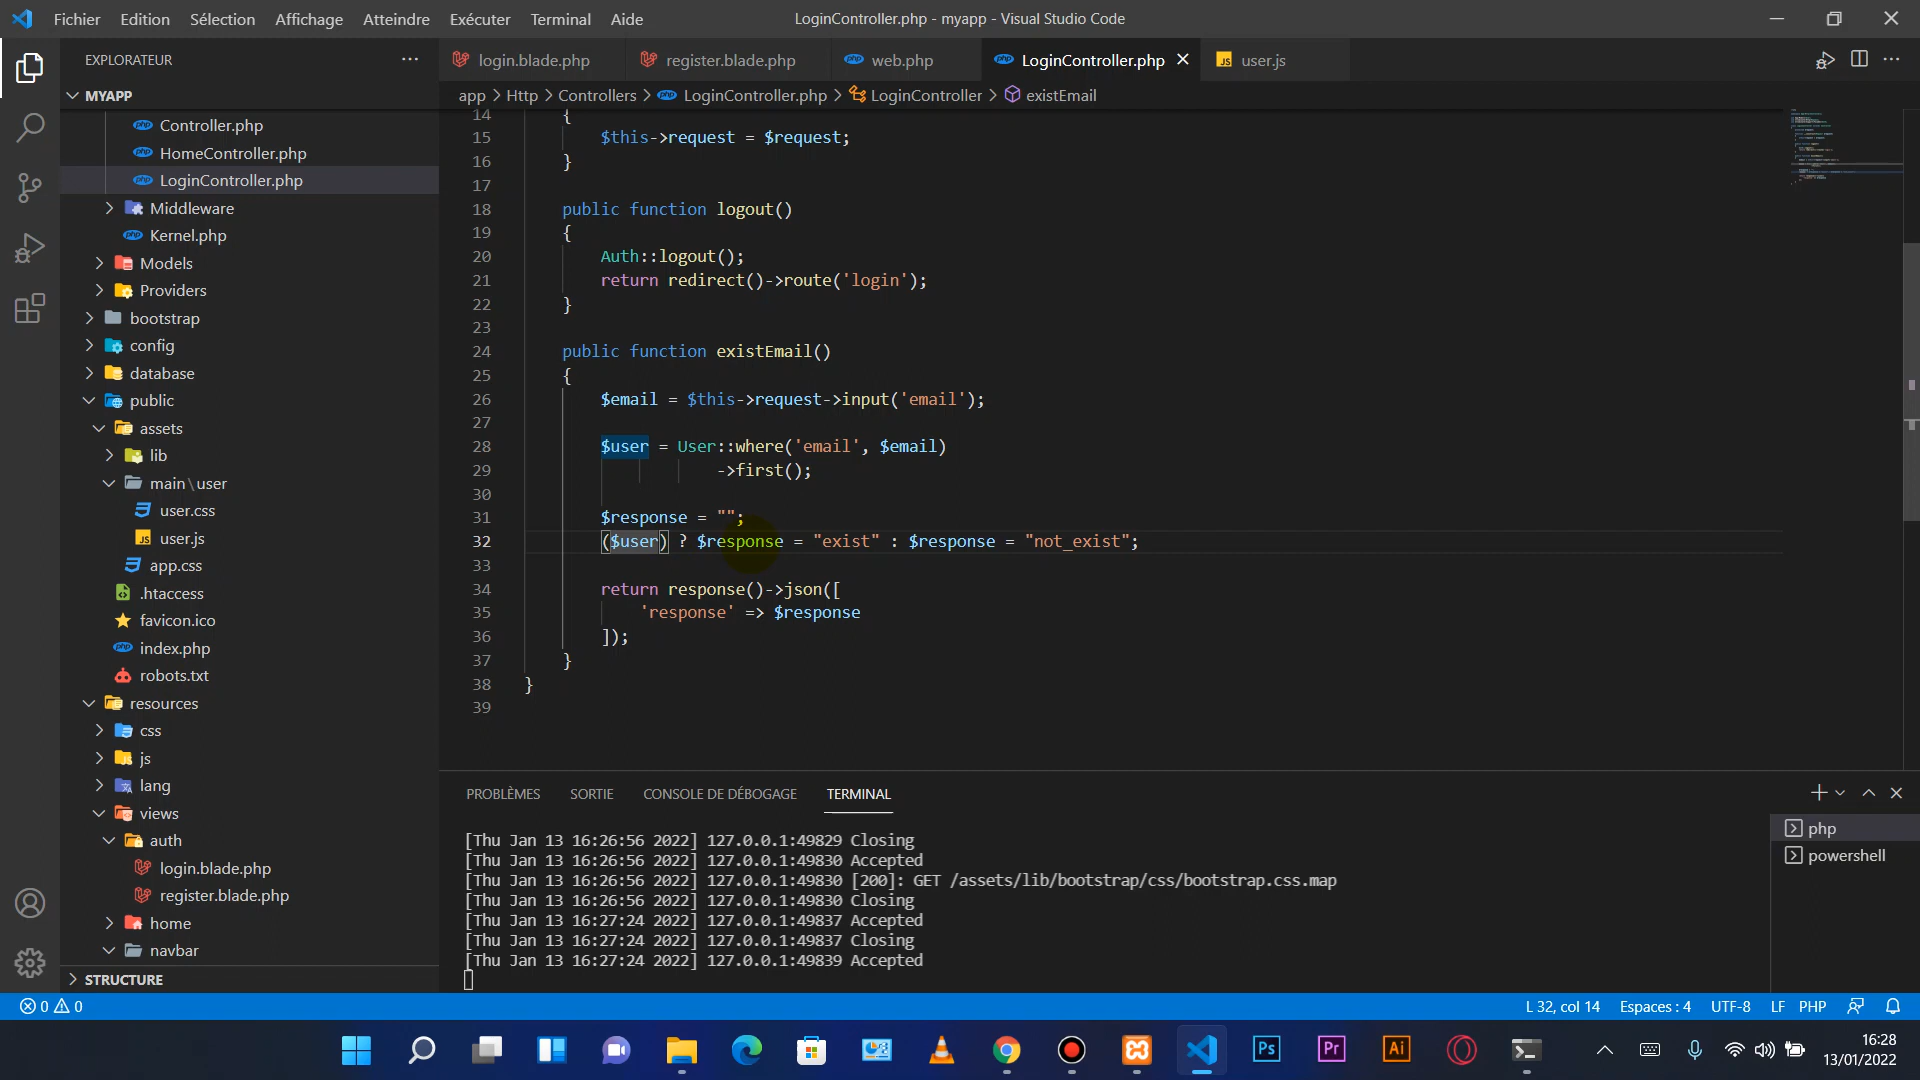 Fichier Edition Sélection Affichage Atteindre Exécuter Terminal Aide
LoginController.php - myapp - Visual Studio Code
EXPLORATEUR
MYAPP
Controller.php
HomeController.php
LoginController.php
Middleware
Kernel.php
Models
Providers
bootstrap
config
database
public
assets
lib
main\user
user.css
user.js
app.css
.htaccess
favicon.ico
index.php
robots.txt
resources
css
js
lang
views
auth
login.blade.php
register.blade.php
home
navbar
STRUCTURE
login.blade.php register.blade.php web.php LoginController.php user.js
app > Http > Controllers > LoginController.php > LoginController > existEmail
14 {
15 $this->request = $request;
16 }
17
18 public function logout()
19 {
20 Auth::logout();
21 return redirect()->route('login');
22 }
23
24 public function existEmail()
25 {
26 $email = $this->request->input('email');
27
28 $user = User::where('email', $email)
29 ->first();
30
31 $response = "";
32 ($user) ? $response = "exist" : $response = "not_exist";
33
34 return response()->json([
35 'response' => $response
36 ]);
37 }
38 }
39
PROBLÈMES SORTIE CONSOLE DE DÉBOGAGE TERMINAL
[Thu Jan 13 16:26:56 2022] 127.0.0.1:49829 Closing
[Thu Jan 13 16:26:56 2022] 127.0.0.1:49830 Accepted
[Thu Jan 13 16:26:56 2022] 127.0.0.1:49830 [200]: GET /assets/lib/bootstrap/css/bootstrap.css.map
[Thu Jan 13 16:26:56 2022] 127.0.0.1:49830 Closing
[Thu Jan 13 16:27:24 2022] 127.0.0.1:49837 Accepted
[Thu Jan 13 16:27:24 2022] 127.0.0.1:49837 Closing
[Thu Jan 13 16:27:24 2022] 127.0.0.1:49839 Accepted
php
powershell
0 0
L 32, col 14 Espaces : 4 UTF-8 LF PHP
Ps Pr Ai
16:28
13/01/2022